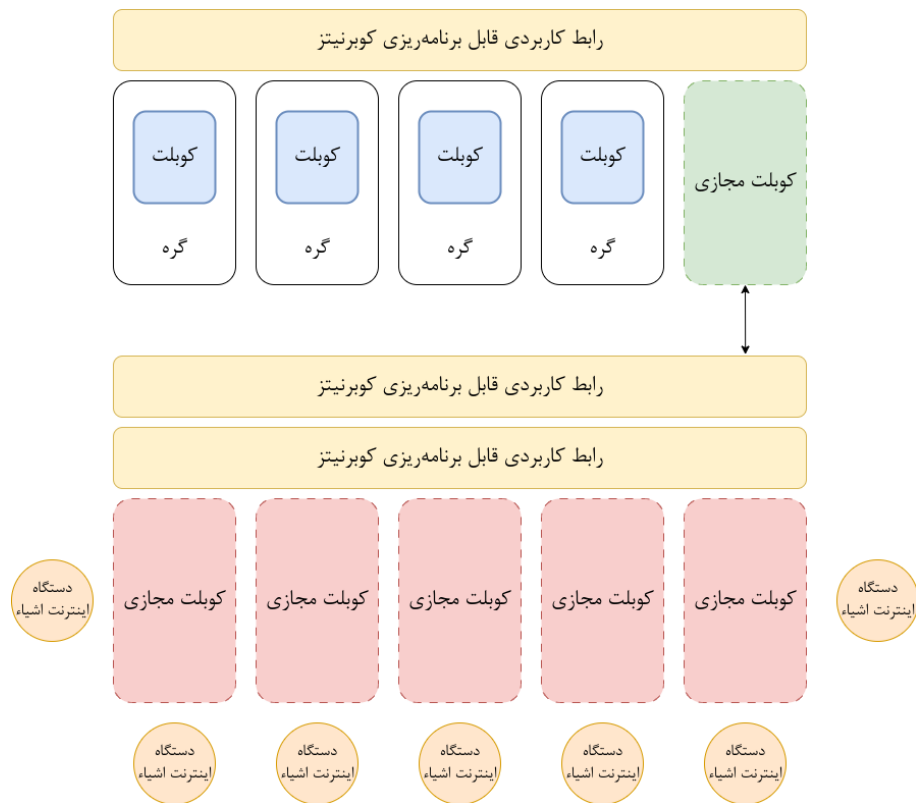 رابط کاربردی قابل برنامه‌ریزی کوبرنیتز
کوبلت مجازی
کوبلت
گره
کوبلت
گره
کوبلت
گره
کوبلت
گره
رابط کاربردی قابل برنامه‌ریزی کوبرنیتز
رابط کاربردی قابل برنامه‌ریزی کوبرنیتز
دستگاه
اینترنت اشیاء
کوبلت مجازی
کوبلت مجازی
کوبلت مجازی
کوبلت مجازی
کوبلت مجازی
دستگاه
اینترنت اشیاء
دستگاه
اینترنت اشیاء
دستگاه
اینترنت اشیاء
دستگاه
اینترنت اشیاء
دستگاه
اینترنت اشیاء
دستگاه
اینترنت اشیاء